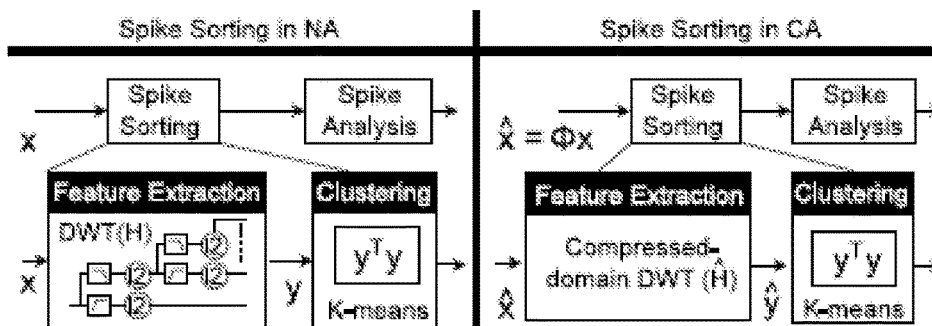 Spike Sorting in NA
Spike Sorting in CA
Spike
Sorting
Spike
Analysis
x
Spike
Sorting
Spike
Analysis
x̂ = Φx
Feature Extraction
Clustering
Feature Extraction
Clustering
DWT(H)
↓2
↓2
↓2
↓2
x
y
yᵀy
K-means
Compressed-
domain DWT (Ĥ)
x̂
ŷ
yᵀy
K-means